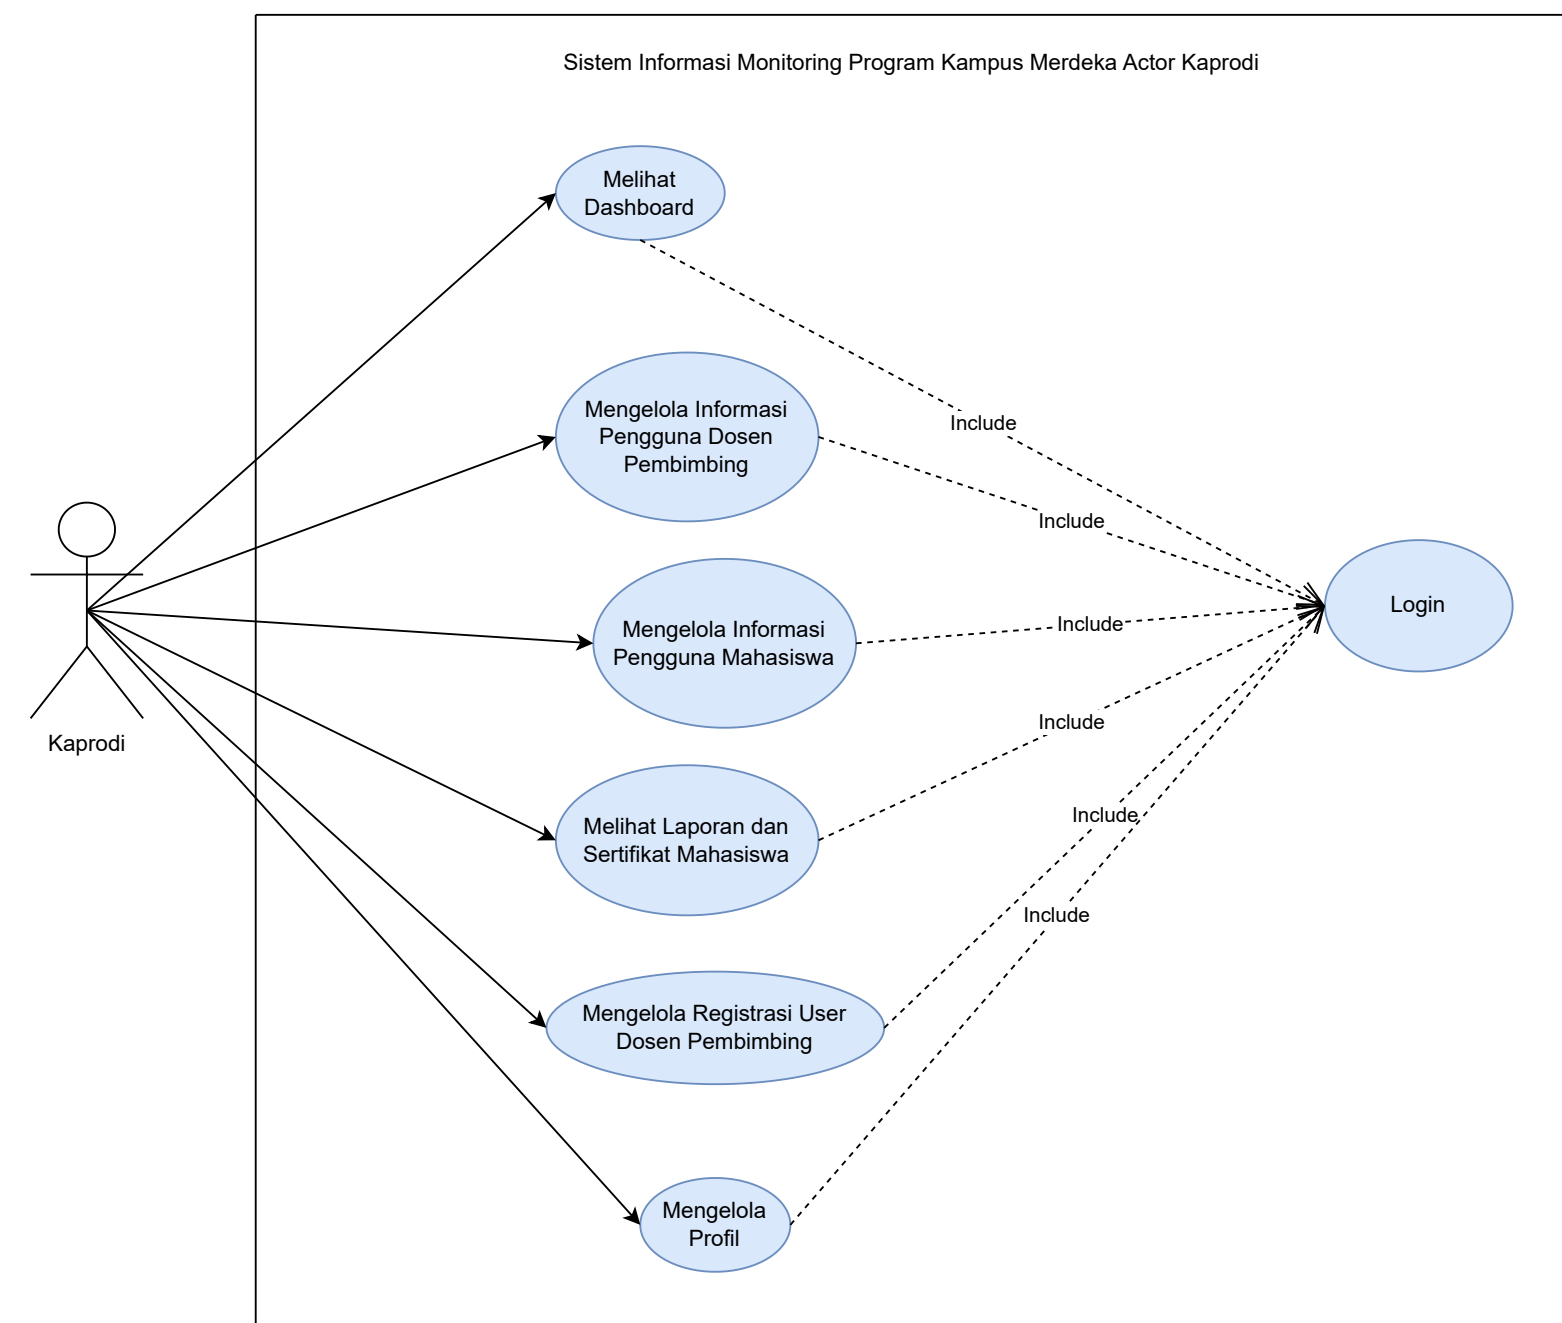 Sistem Informasi Monitoring Program Kampus Merdeka Actor Kaprodi
Melihat
Dashboard
Include
Mengelola Informasi
Pengguna Dosen
Pembimbing
Include
Login
Mengelola Informasi
Pengguna Mahasiswa
Include
Kaprodi
Include
Melihat Laporan dan
Sertifikat Mahasiswa
Include
Include
Mengelola Registrasi User
Dosen Pembimbing
Mengelola
Profil